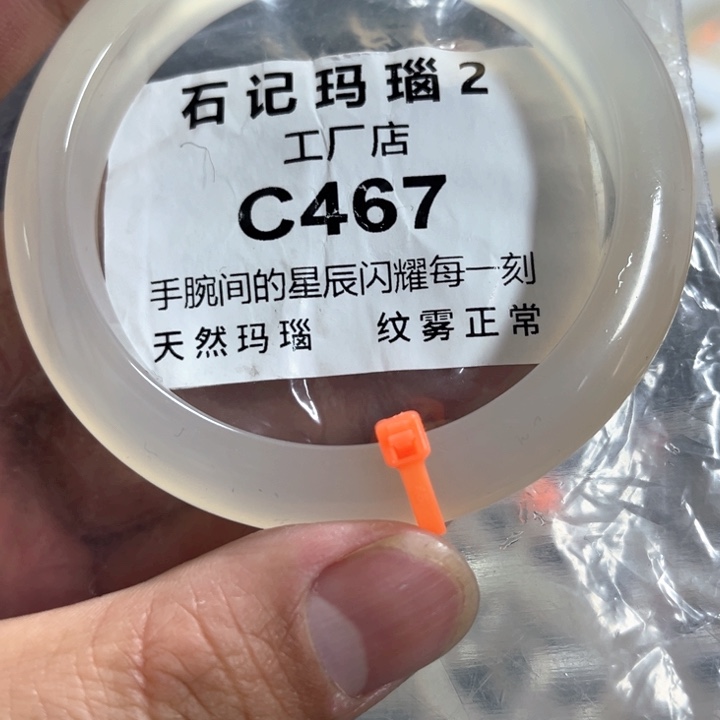 石记玛瑙2
工厂店
C467
手腕间的星辰闪耀每一刻
天然玛瑙 纹雾正常